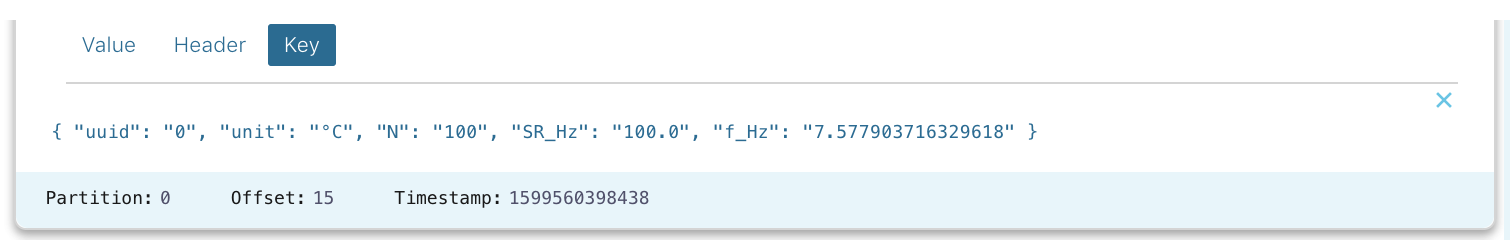 Value Header Key
×
{ "uuid": "0", "unit": "°C", "N": "100", "SR_Hz": "100.0", "f_Hz": "7.577903716329618" }
Partition: 0 Offset: 15 Timestamp: 1599560398438